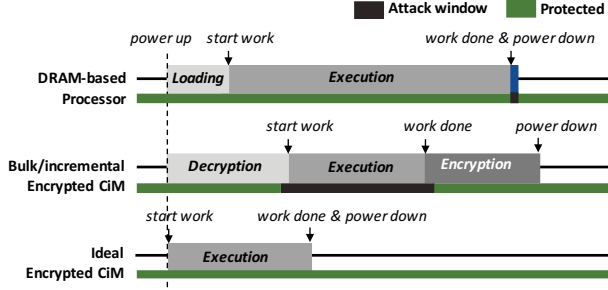 Attack window Protected
power up start work work done & power down
DRAM-based
Processor
Loading Execution
start work work done power down
Bulk/incremental
Encrypted CiM
Decryption Execution Encryption
start work work done & power down
Ideal
Encrypted CiM
Execution